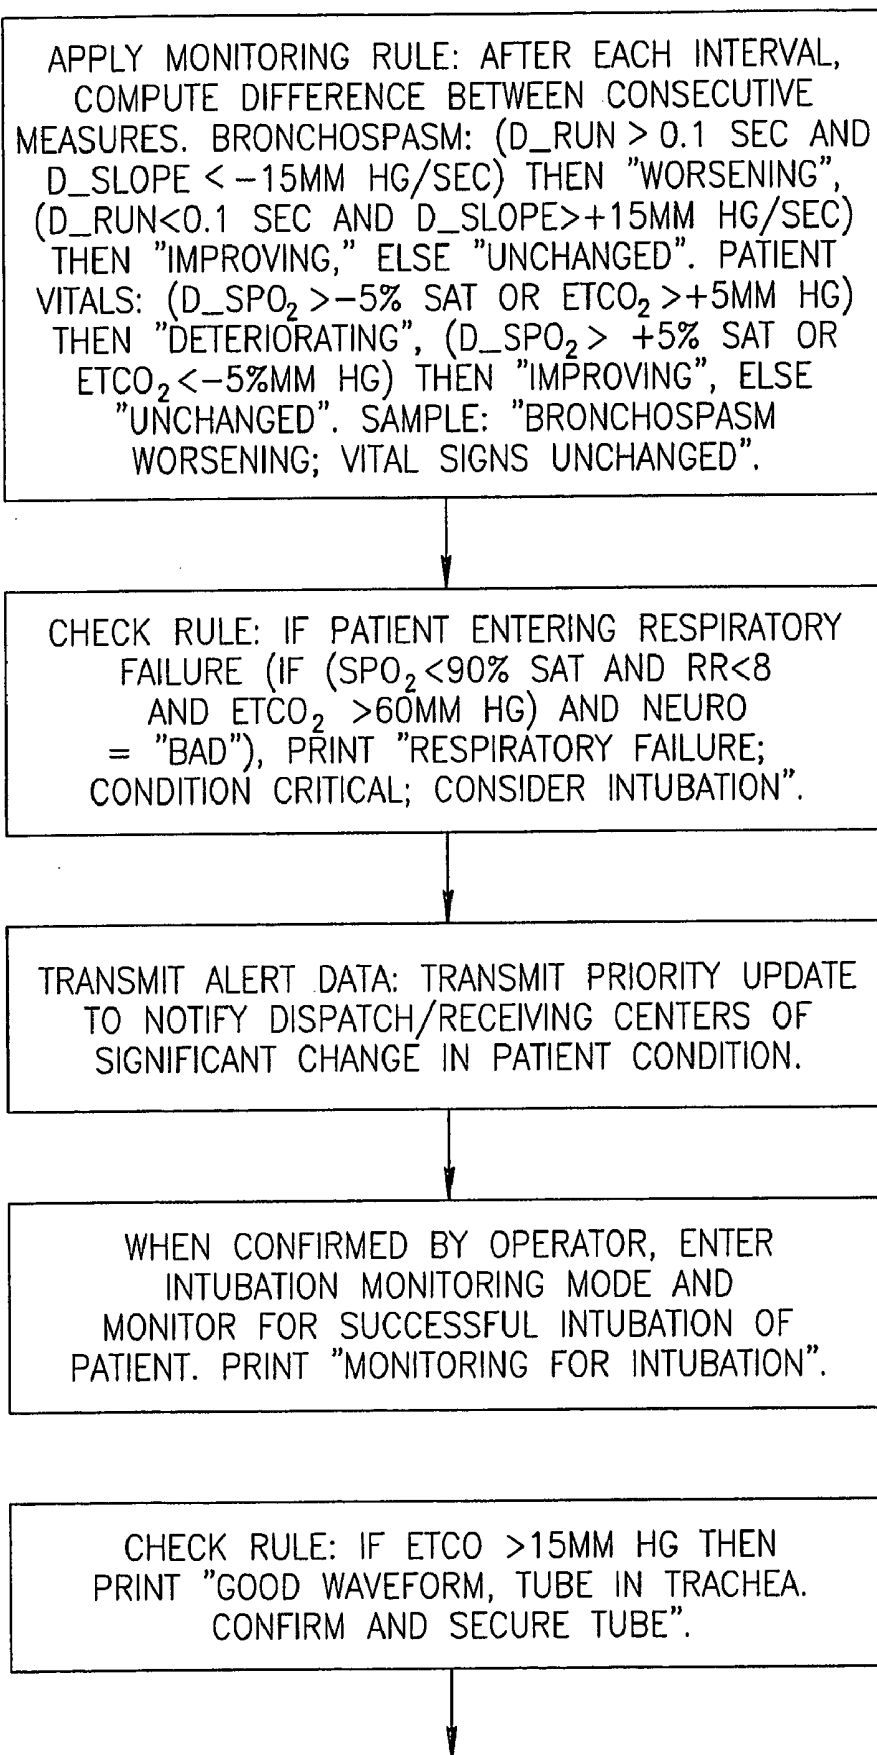 APPLY MONITORING RULE: AFTER EACH INTERVAL,
COMPUTE DIFFERENCE BETWEEN CONSECUTIVE
MEASURES. BRONCHOSPASM: (D_RUN > 0.1 SEC AND
D_SLOPE < -15MM HG/SEC) THEN "WORSENING",
(D_RUN<0.1 SEC AND D_SLOPE>+15MM HG/SEC)
THEN "IMPROVING," ELSE "UNCHANGED". PATIENT
VITALS: (D_SPO₂ >-5% SAT OR ETCO₂ >+5MM HG)
THEN "DETERIORATING", (D_SPO₂ > +5% SAT OR
ETCO₂<-5%MM HG) THEN "IMPROVING", ELSE
"UNCHANGED". SAMPLE: "BRONCHOSPASM
WORSENING; VITAL SIGNS UNCHANGED".
CHECK RULE: IF PATIENT ENTERING RESPIRATORY
FAILURE (IF (SPO₂<90% SAT AND RR<8
AND ETCO₂ >60MM HG) AND NEURO
= "BAD"), PRINT "RESPIRATORY FAILURE;
CONDITION CRITICAL; CONSIDER INTUBATION".
TRANSMIT ALERT DATA: TRANSMIT PRIORITY UPDATE
TO NOTIFY DISPATCH/RECEIVING CENTERS OF
SIGNIFICANT CHANGE IN PATIENT CONDITION.
WHEN CONFIRMED BY OPERATOR, ENTER
INTUBATION MONITORING MODE AND
MONITOR FOR SUCCESSFUL INTUBATION OF
PATIENT. PRINT "MONITORING FOR INTUBATION".
CHECK RULE: IF ETCO >15MM HG THEN
PRINT "GOOD WAVEFORM, TUBE IN TRACHEA.
CONFIRM AND SECURE TUBE".